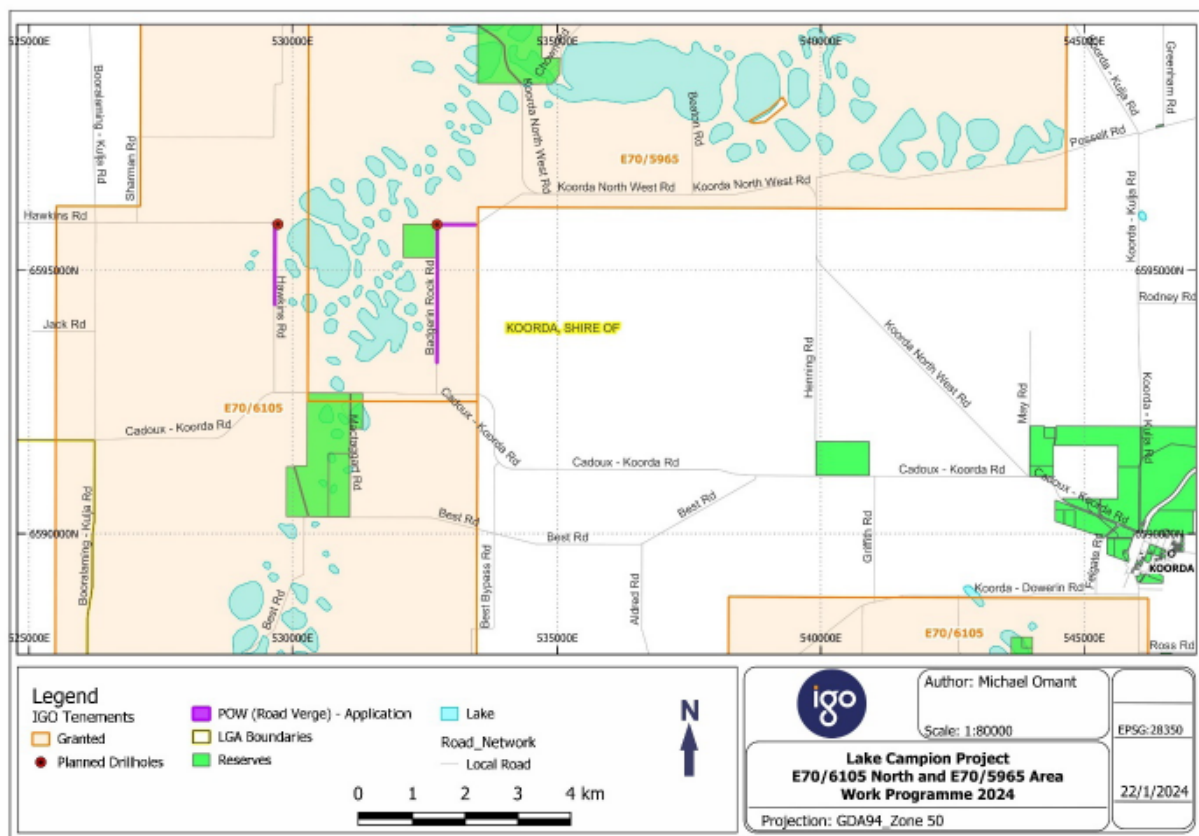 525000E
530000E
535000E
540000E
545000E
Booralaming - Kulja Rd
Sharman Rd
Koorda North West Rd
Beaton Rd
Koorda - Kulja Rd
Greenham Rd
Posselt Rd
E70/5965
Koorda North West Rd
Koorda North West Rd
Hawkins Rd
Koorda - Kulja Rd
6595000N
6595000N
Hawkins Rd
Badgerin Rock Rd
Rodney Rd
Jack Rd
KOORDA, SHIRE OF
Henning Rd
Koorda North West Rd
May Rd
Koorda - Kulja Rd
E70/6105
Cadoux - Koorda Rd
Mactaggart Rd
Cadoux - Koorda Rd
Cadoux - Koorda Rd
Cadoux - Koorda Rd
Cadoux - Koorda Rd
Booralaming - Kulja Rd
Best Rd
Best Rd
Best Rd
Griffith Rd
6590000N
6590000N
KOORDA
Felgate Rd
Koorda - Dowerin Rd
Best Rd
Best Bypass Rd
Aldred Rd
E70/6105
Ross Rd
525000E
530000E
535000E
540000E
545000E
Legend
IGO Tenements
Granted
Planned Drillholes
POW (Road Verge) - Application
LGA Boundaries
Reserves
Lake
Road_Network
Local Road
N
0 1 2 3 4 km
igo
Author: Michael Omant
Scale: 1:80000
EPSG:28350
Lake Campion Project
E70/6105 North and E70/5965 Area
Work Programme 2024
22/1/2024
Projection: GDA94_Zone 50